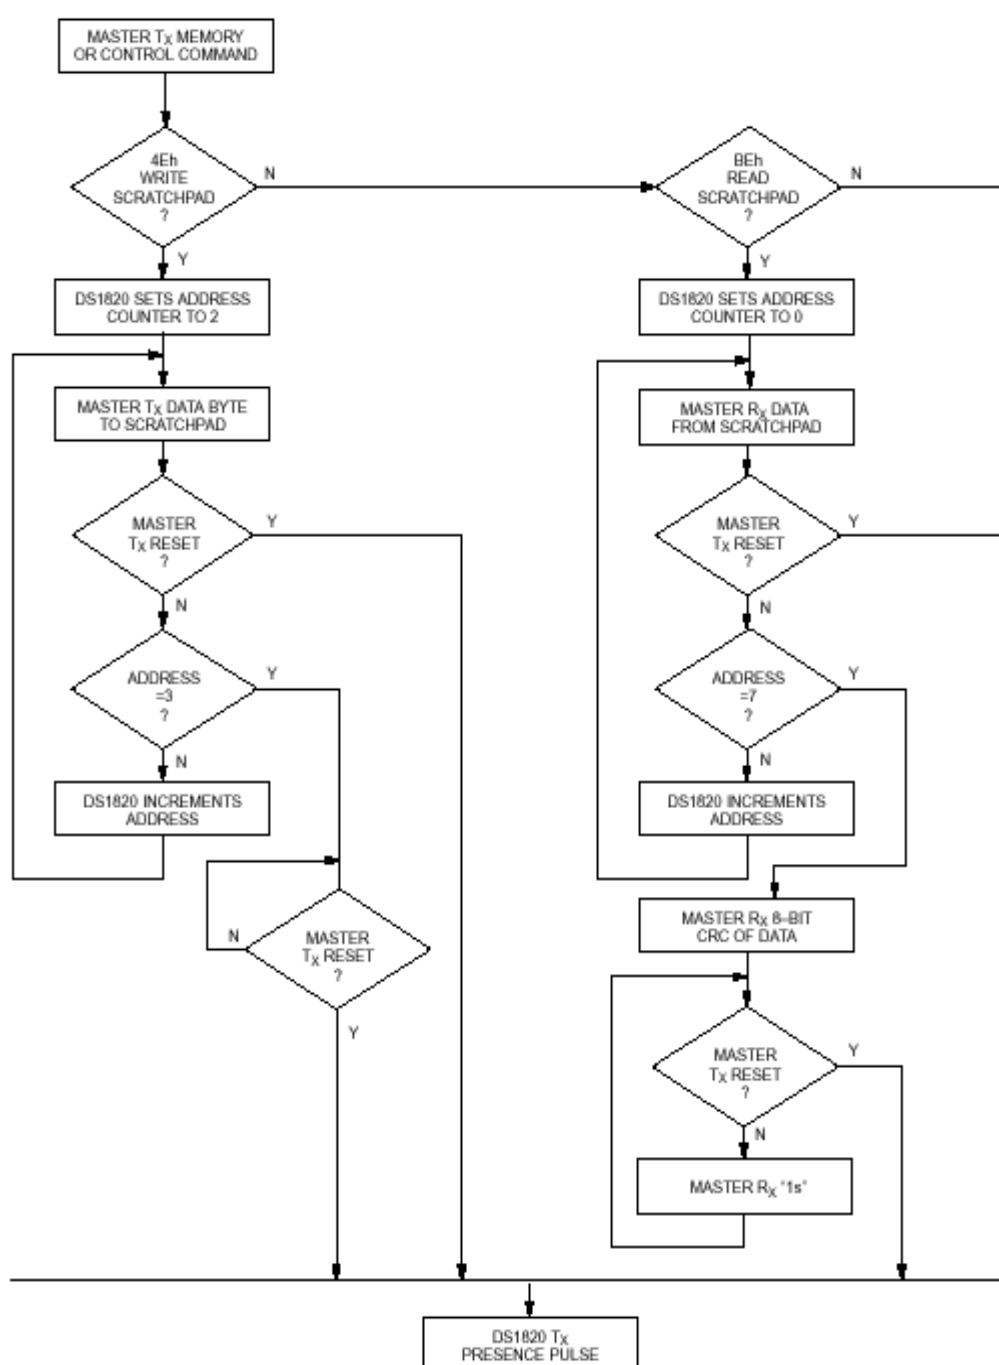 MASTER TX MEMORY
OR CONTROL COMMAND
4Eh
WRITE
SCRATCHPAD
?
N
Y
DS1820 SETS ADDRESS
COUNTER TO 2
MASTER TX DATA BYTE
TO SCRATCHPAD
MASTER
TX RESET
?
Y
N
ADDRESS
=3
?
Y
N
DS1820 INCREMENTS
ADDRESS
MASTER
TX RESET
?
N
Y
BEh
READ
SCRATCHPAD
?
N
Y
DS1820 SETS ADDRESS
COUNTER TO 0
MASTER RX DATA
FROM SCRATCHPAD
MASTER
TX RESET
?
Y
N
ADDRESS
=7
?
Y
N
DS1820 INCREMENTS
ADDRESS
MASTER RX 8-BIT
CRC OF DATA
MASTER
TX RESET
?
Y
N
MASTER RX "1s"
DS1820 TX
PRESENCE PULSE